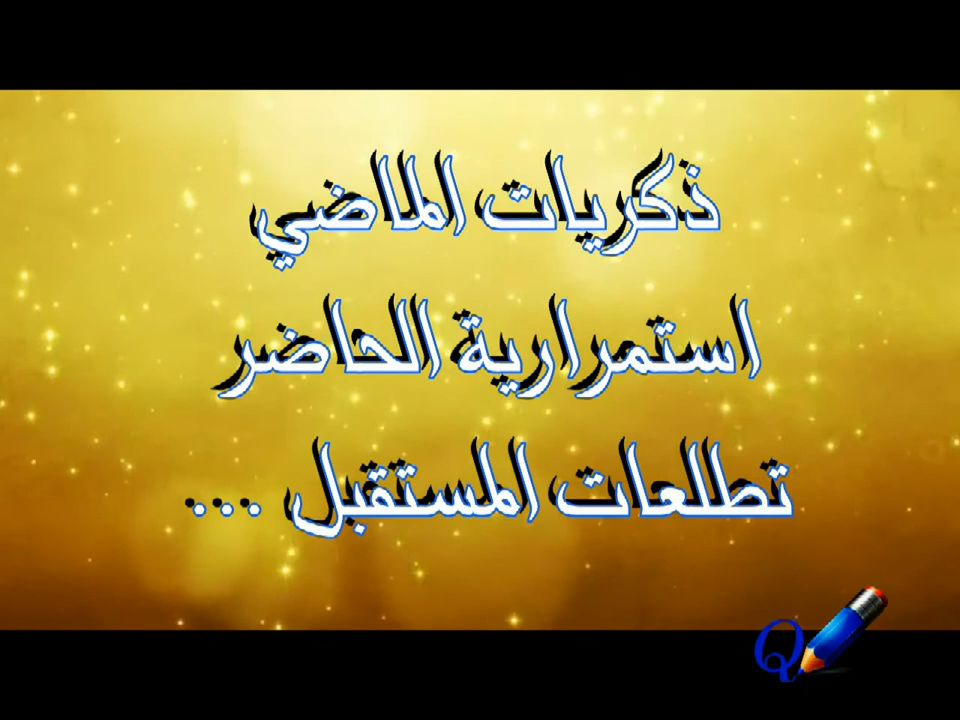 ذكريات الماضي
استمرارية الحاضر
تطلعات المستقبل ...
Q